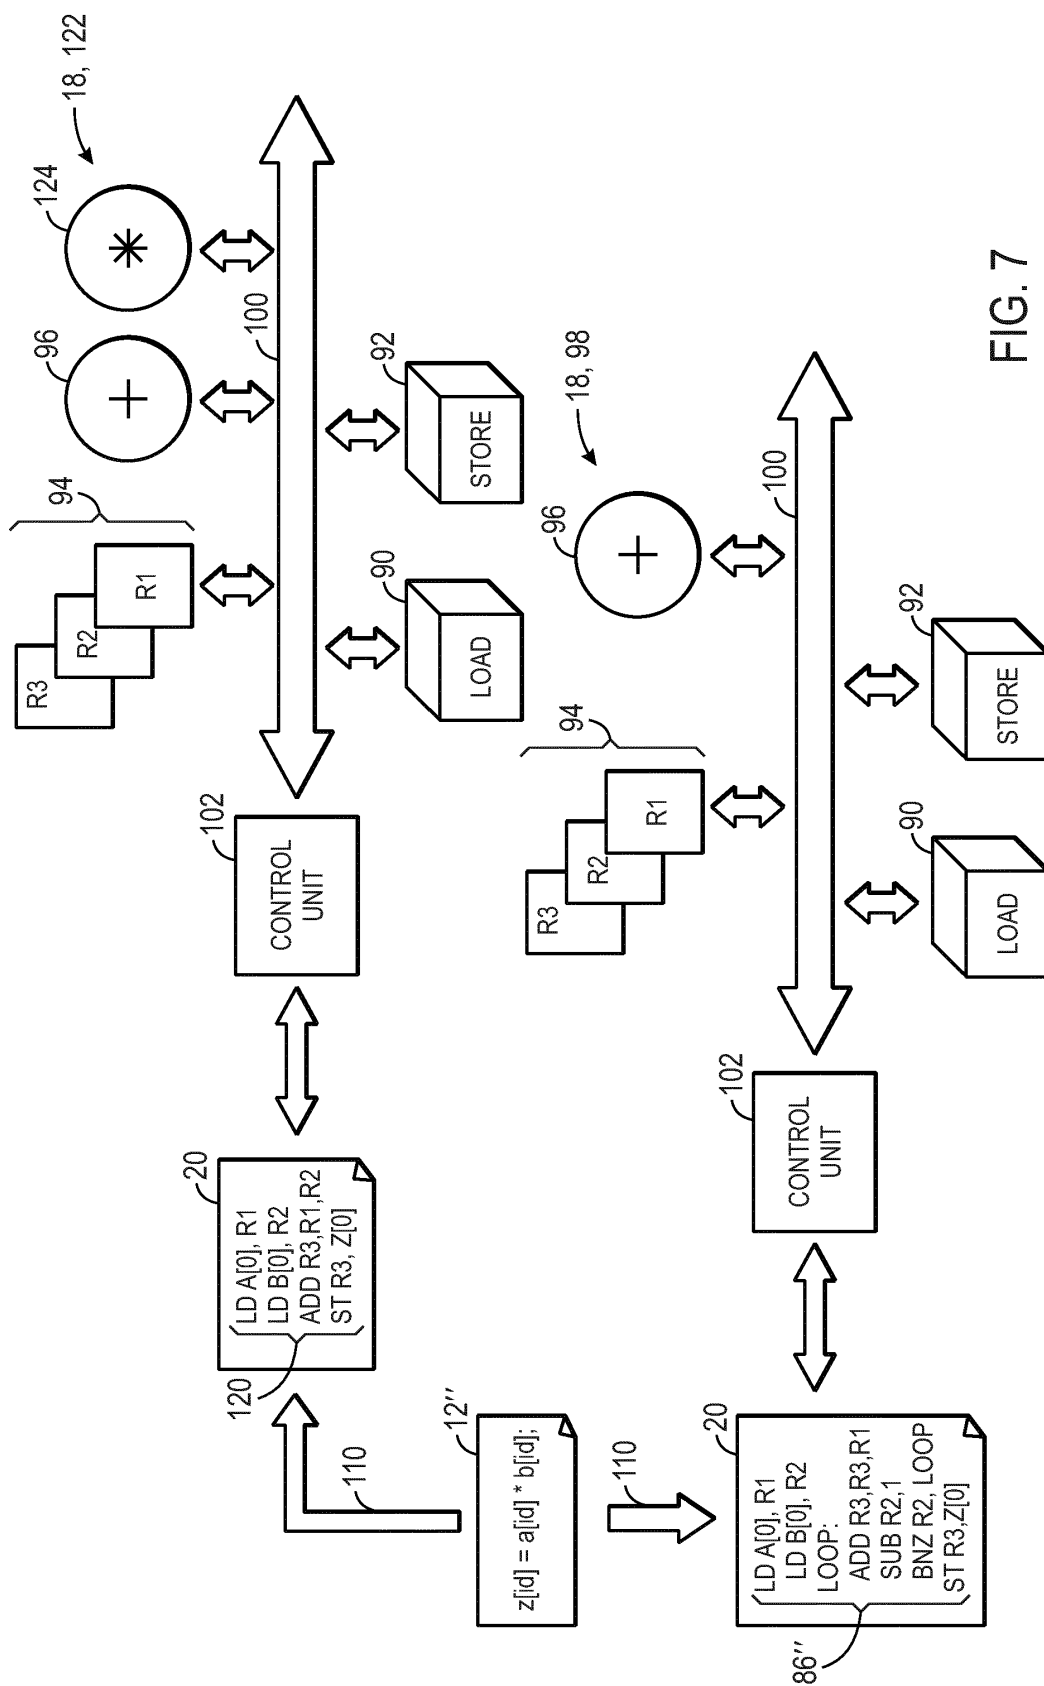 18, 122
124
96
94
R3
R2
R1
100
102
CONTROL
UNIT
90
LOAD
92
STORE
20
LD A[0], R1
LD B[0], R2
ADD R3,R1,R2
ST R3, Z[0]
120
110
12''
z[id] = a[id] * b[id];
110
20
LD A[0], R1
LD B[0], R2
LOOP:
ADD R3,R3,R1
SUB R2,1
BNZ R2, LOOP
ST R3,Z[0]
86''
102
CONTROL
UNIT
94
R3
R2
R1
96
18, 98
100
90
LOAD
92
STORE
FIG. 7